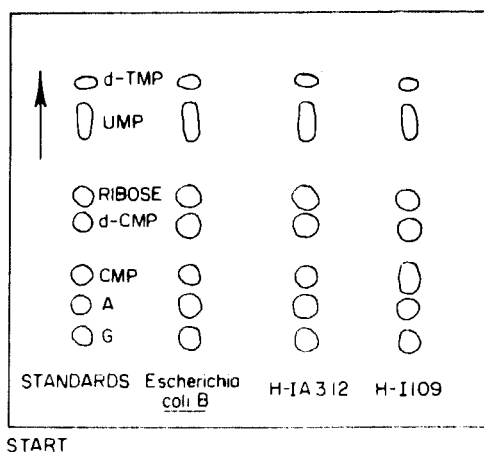 d-TMP
UMP
RIBOSE
d-CMP
CMP
A
G
STANDARDS Escherichia coli B H-IA312 H-I109
START